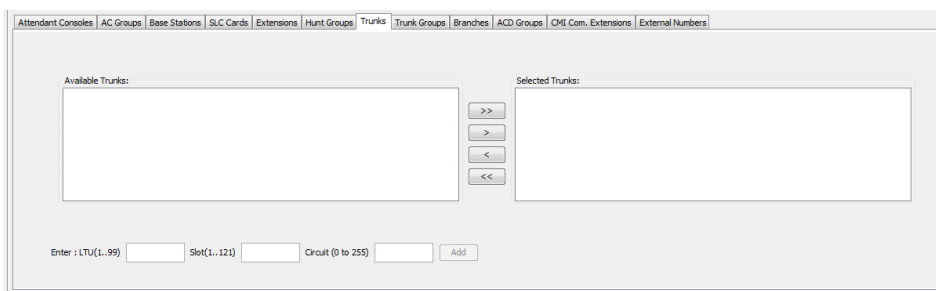 Attendant Consoles AC Groups Base Stations SLC Cards Extensions Hunt Groups Trunks Trunk Groups Branches ACD Groups CMI Com. Extensions External Numbers
Available Trunks: Selected Trunks:
>>
>
<
<<
Enter : LTU(1..99) Slot(1..121) Circuit (0 to 255) Add